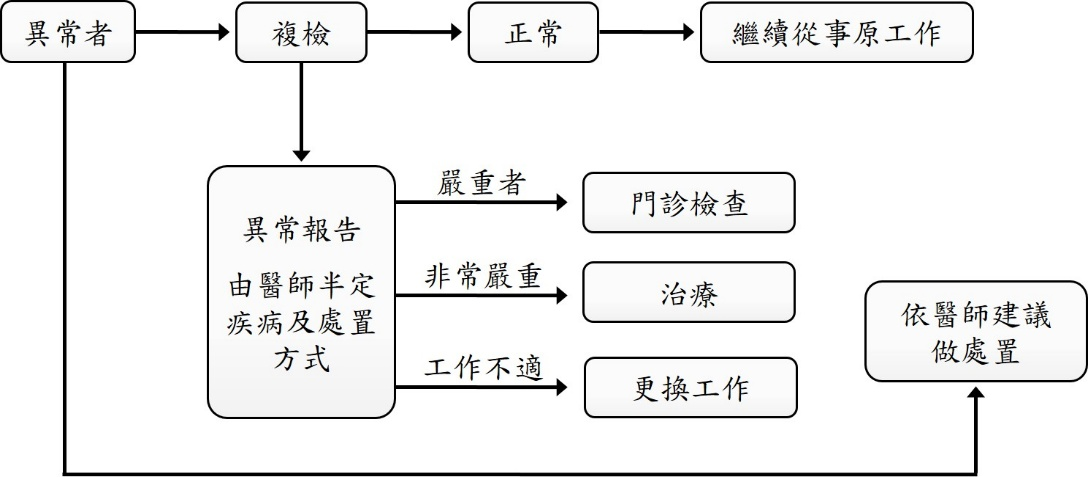 異常者
複檢
正常
繼續從事原工作
異常報告
由醫師半定
疾病及處置
方式
嚴重者
門診檢查
非常嚴重
治療
工作不適
更換工作
依醫師建議
做處置